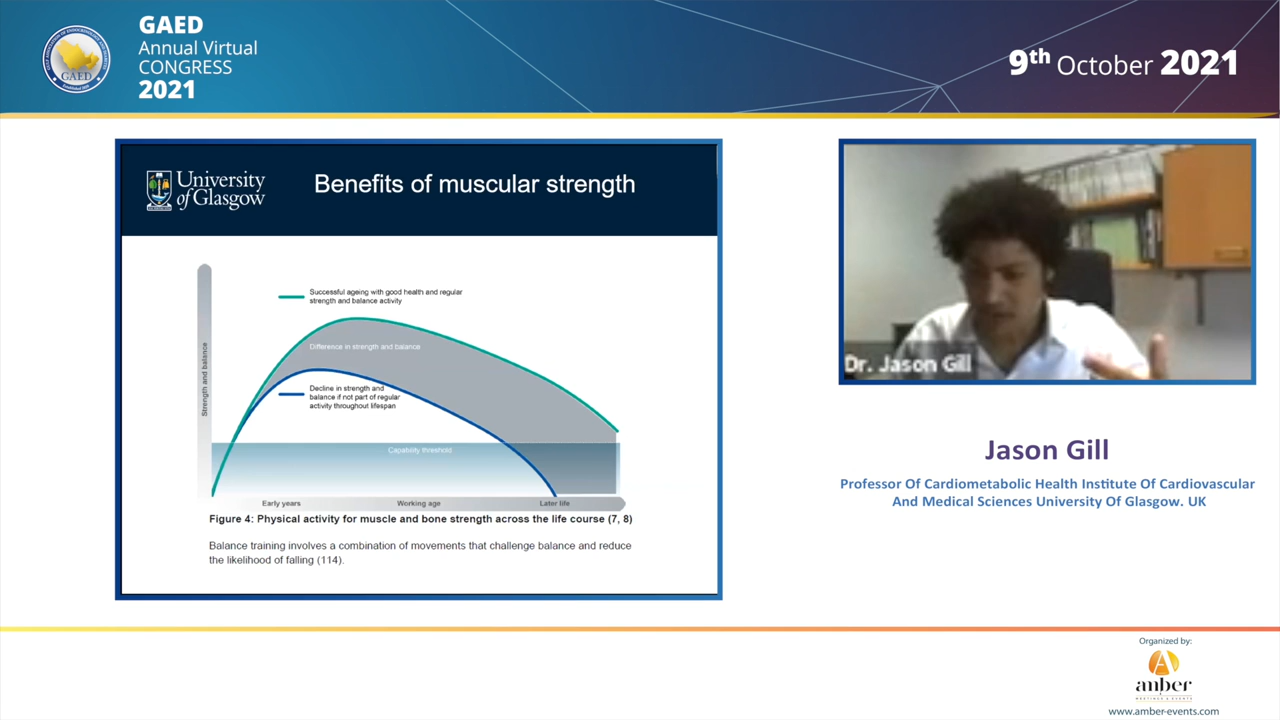 GAED
Annual Virtual
CONGRESS
2021
9th October 2021
GAED
University
of Glasgow
Benefits of muscular strength
Successful ageing with good health and regular
strength and balance activity
Difference in strength and balance
Decline in strength and
balance if not part of regular
activity throughout lifespan
Strength and balance
Capability threshold
Early years
Working age
Later life
Figure 4: Physical activity for muscle and bone strength across the life course (7, 8)
Balance training involves a combination of movements that challenge balance and reduce
the likelihood of falling (114).
Dr. Jason Gill
Jason Gill
Professor Of Cardiometabolic Health Institute Of Cardiovascular
And Medical Sciences University Of Glasgow. UK
Organized by:
anber
MEETINGS & EVENTS
www.amber-events.com